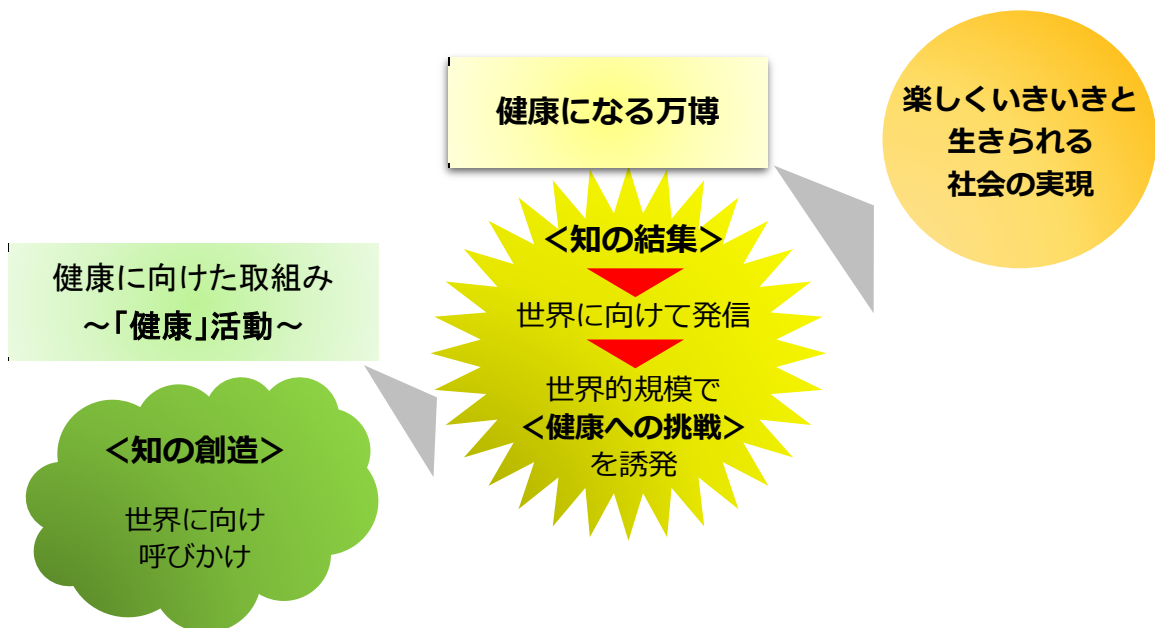 健康に向けた取組み
～「健康」活動～
＜知の創造＞
世界に向け
呼びかけ
健康になる万博
＜知の結集＞
世界に向けて発信
世界的規模で
＜健康への挑戦＞
を誘発
楽しくいきいきと
生きられる
社会の実現